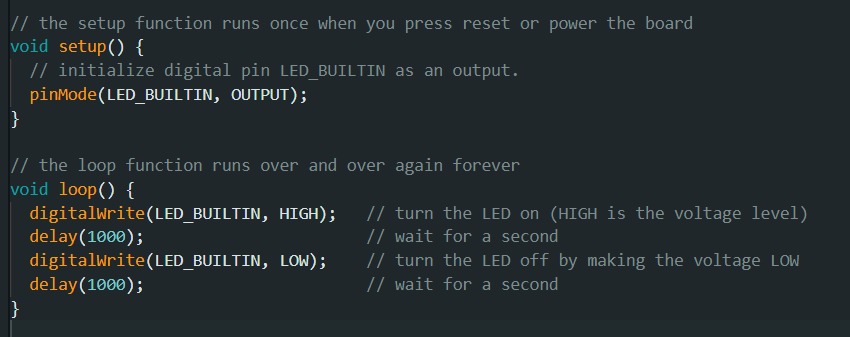 // the setup function runs once when you press reset or power the board
void setup() {
  // initialize digital pin LED_BUILTIN as an output.
  pinMode(LED_BUILTIN, OUTPUT);
}

// the loop function runs over and over again forever
void loop() {
  digitalWrite(LED_BUILTIN, HIGH);   // turn the LED on (HIGH is the voltage level)
  delay(1000);                       // wait for a second
  digitalWrite(LED_BUILTIN, LOW);    // turn the LED off by making the voltage LOW
  delay(1000);                       // wait for a second
}